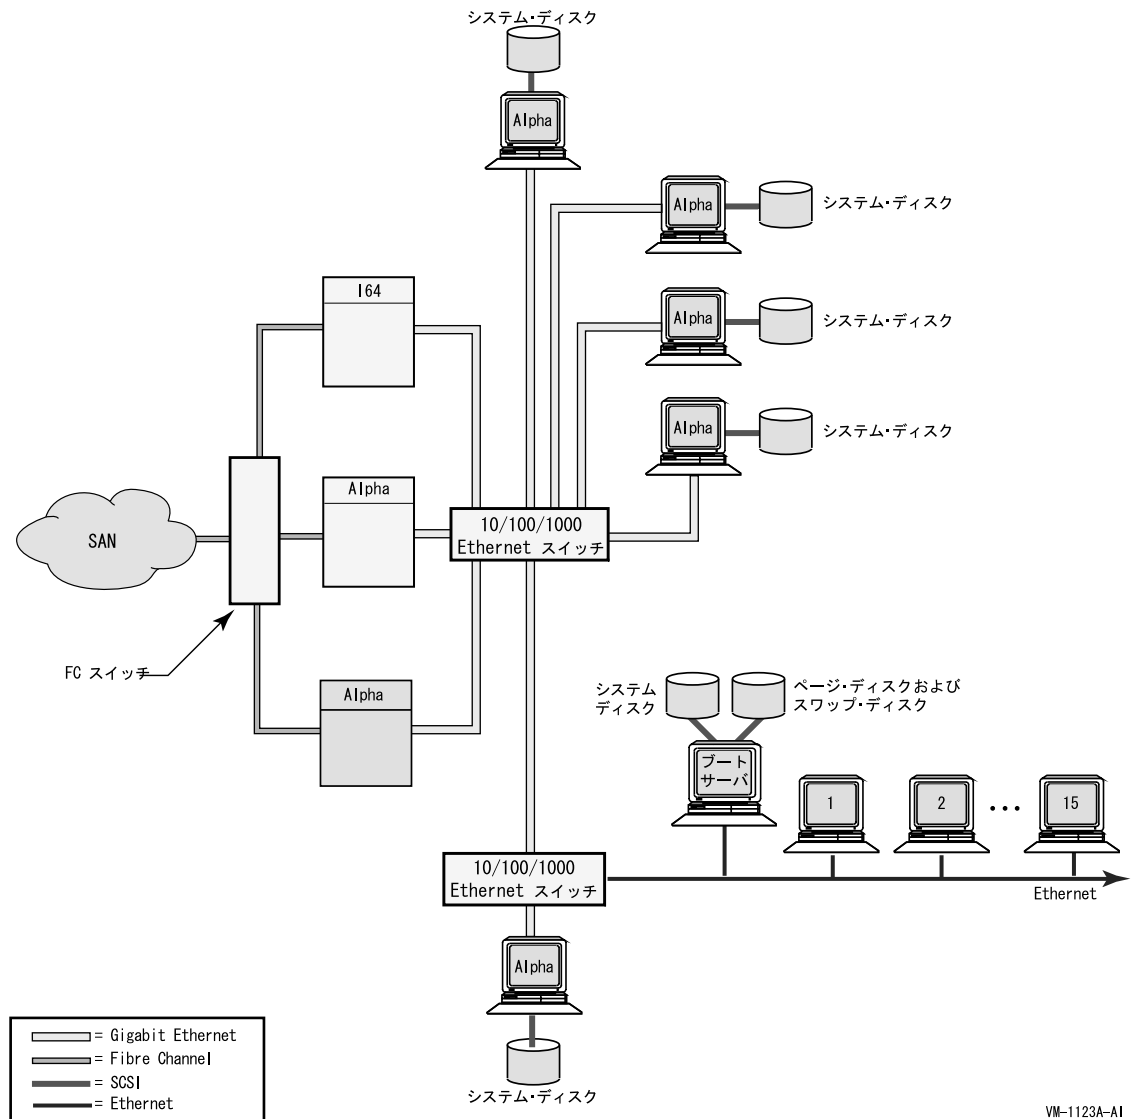 システム・ディスク
Alpha
Alpha
システム・ディスク
I64
Alpha
システム・ディスク
Alpha
システム・ディスク
Alpha
SAN
10/100/1000
Ethernet スイッチ
FC スイッチ
Alpha
システム
ディスク
ページ・ディスクおよび
スワップ・ディスク
ブート
サーバ
1
2
...
15
10/100/1000
Ethernet スイッチ
Ethernet
Alpha
システム・ディスク
= Gigabit Ethernet
= Fibre Channel
= SCSI
= Ethernet
VM-1123A-AI